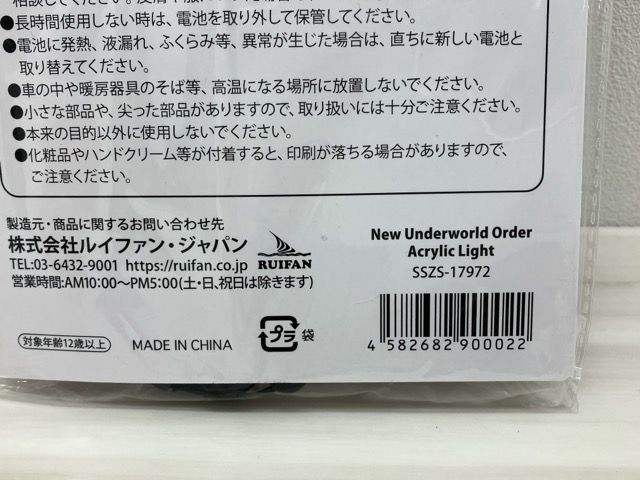 ●長時間使用しない時は、電池を取り外して保管してください。
●電池に発熱、液漏れ、ふくらみ等、異常が生じた場合は、直ちに新しい電池と
取り替えてください。
●車の中や暖房器具のそば等、高温になる場所に放置しないでください。
●小さな部品や、尖った部品がありますので、取り扱いには十分ご注意ください。
●本来の目的以外に使用しないでください。
●化粧品やハンドクリーム等が付着すると、印刷が落ちる場合がありますので、
ご注意ください。
製造元・商品に関するお問い合わせ先
株式会社ルイファン・ジャパン
RUIFAN
TEL:03-6432-9001 https://ruifan.co.jp
営業時間:AM10:00～PM5:00(土・日、祝日は除きます)
対象年齢12歳以上
MADE IN CHINA
プラ 袋
New Underworld Order
Acrylic Light
SSZS-17972
4 582682 900022